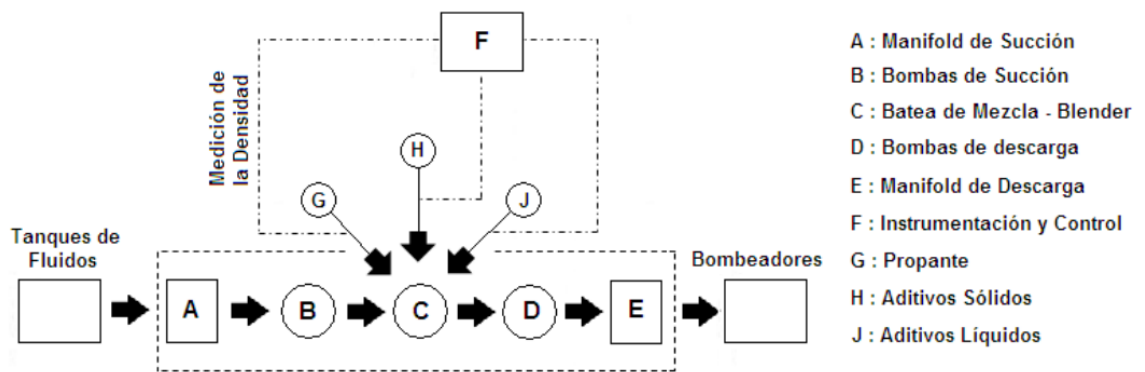 F
Medición de
la Densidad
H
G
J
Tanques de
Fluidos
Bombeadores
A
B
C
D
E
A : Manifold de Succión
B : Bombas de Succión
C : Batea de Mezcla - Blender
D : Bombas de descarga
E : Manifold de Descarga
F : Instrumentación y Control
G : Propante
H : Aditivos Sólidos
J : Aditivos Líquidos